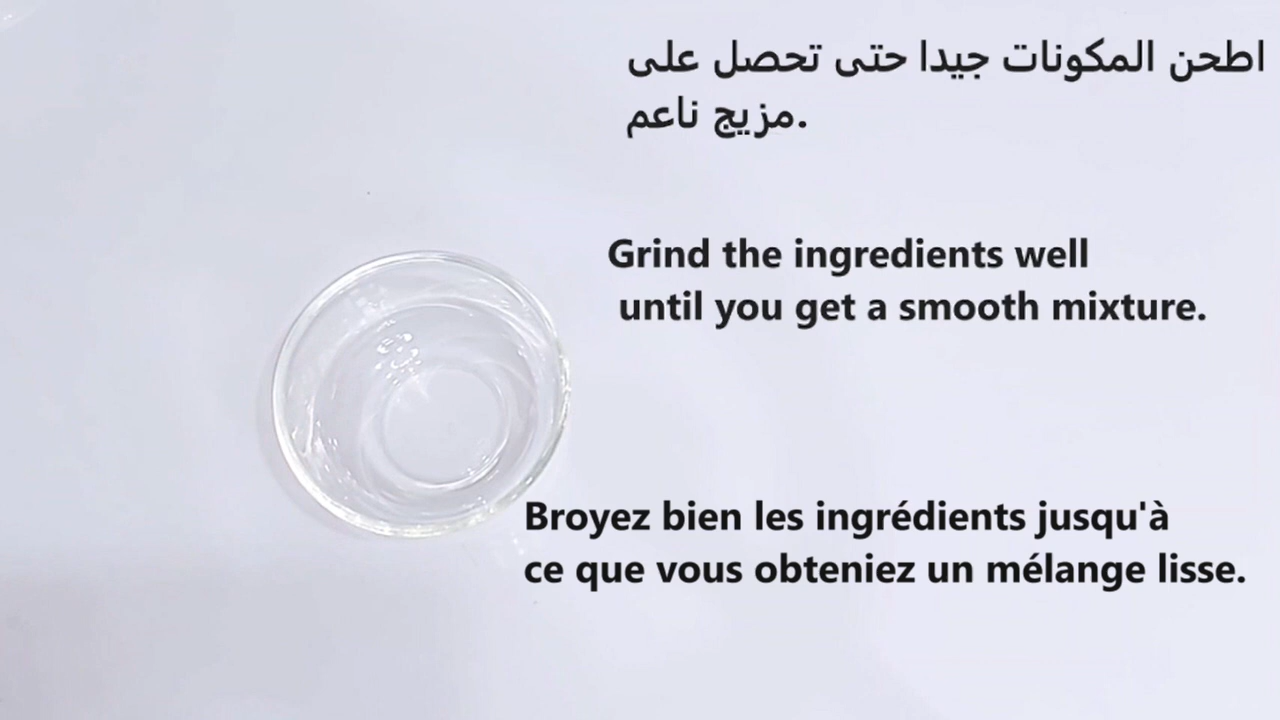 اطحن المكونات جيدا حتى تحصل على
مزيج ناعم.
Grind the ingredients well
until you get a smooth mixture.
Broyez bien les ingrédients jusqu'à
ce que vous obteniez un mélange lisse.